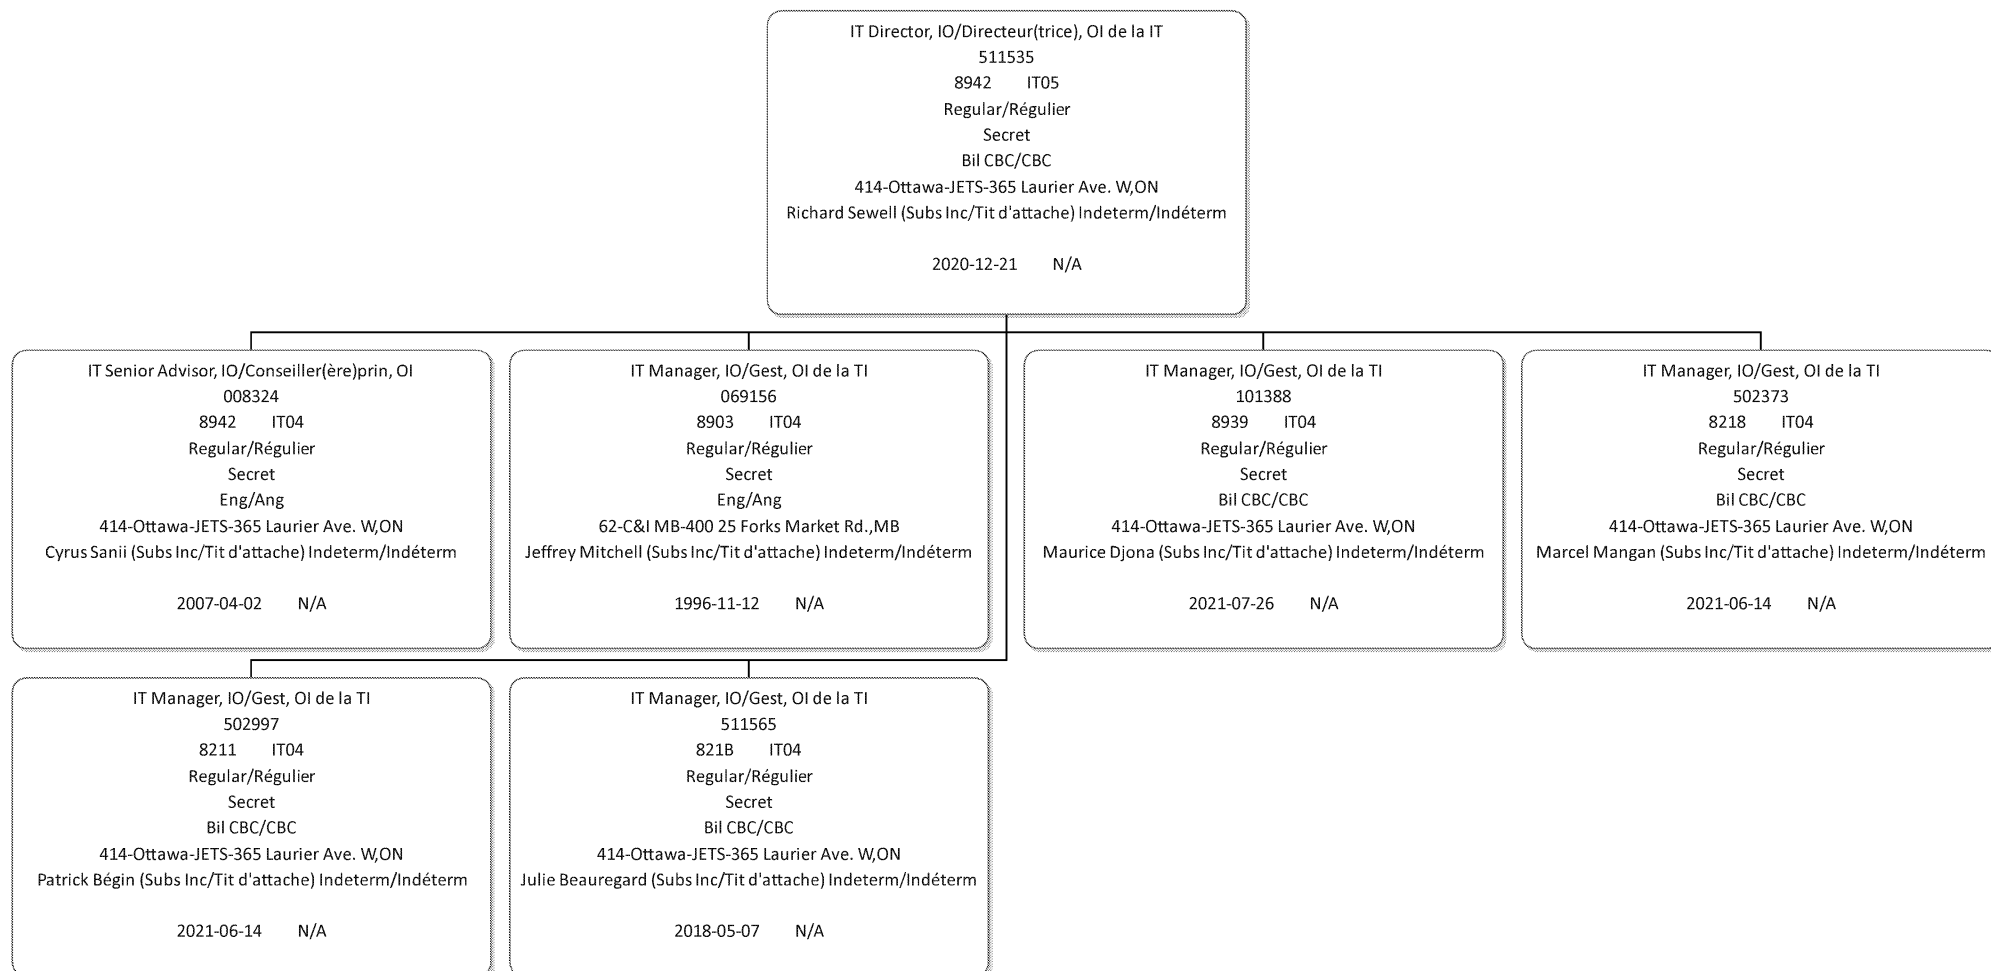 IT Director, IO/Directeur(trice), OI de la IT
511535
8942 IT05
Regular/Régulier
Secret
Bil CBC/CBC
414-Ottawa-JETS-365 Laurier Ave. W,ON
Richard Sewell (Subs Inc/Tit d'attache) Indeterm/Indéterm
2020-12-21 N/A
IT Senior Advisor, IO/Conseiller(ère)prin, OI
008324
8942 IT04
Regular/Régulier
Secret
Eng/Ang
414-Ottawa-JETS-365 Laurier Ave. W,ON
Cyrus Sanii (Subs Inc/Tit d'attache) Indeterm/Indéterm
2007-04-02 N/A
IT Manager, IO/Gest, OI de la TI
069156
8903 IT04
Regular/Régulier
Secret
Eng/Ang
62-C&I MB-400 25 Forks Market Rd.,MB
Jeffrey Mitchell (Subs Inc/Tit d'attache) Indeterm/Indéterm
1996-11-12 N/A
IT Manager, IO/Gest, OI de la TI
101388
8939 IT04
Regular/Régulier
Secret
Bil CBC/CBC
414-Ottawa-JETS-365 Laurier Ave. W,ON
Maurice Djona (Subs Inc/Tit d'attache) Indeterm/Indéterm
2021-07-26 N/A
IT Manager, IO/Gest, OI de la TI
502373
8218 IT04
Regular/Régulier
Secret
Bil CBC/CBC
414-Ottawa-JETS-365 Laurier Ave. W,ON
Marcel Mangan (Subs Inc/Tit d'attache) Indeterm/Indéterm
2021-06-14 N/A
IT Manager, IO/Gest, OI de la TI
502997
8211 IT04
Regular/Régulier
Secret
Bil CBC/CBC
414-Ottawa-JETS-365 Laurier Ave. W,ON
Patrick Bégin (Subs Inc/Tit d'attache) Indeterm/Indéterm
2021-06-14 N/A
IT Manager, IO/Gest, OI de la TI
511565
821B IT04
Regular/Régulier
Secret
Bil CBC/CBC
414-Ottawa-JETS-365 Laurier Ave. W,ON
Julie Beauregard (Subs Inc/Tit d'attache) Indeterm/Indéterm
2018-05-07 N/A